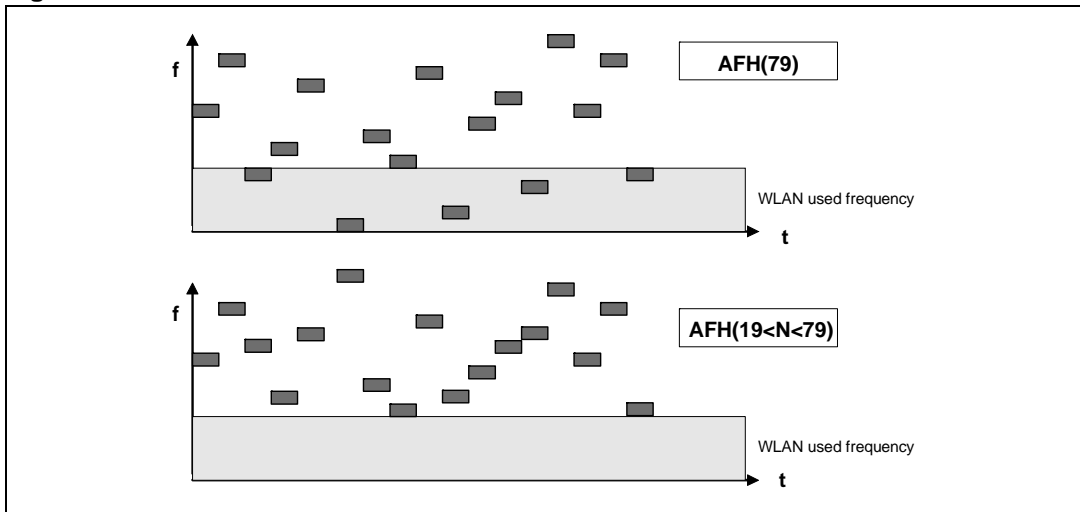 f
AFH(79)
WLAN used frequency
t
f
AFH(19<N<79)
WLAN used frequency
t